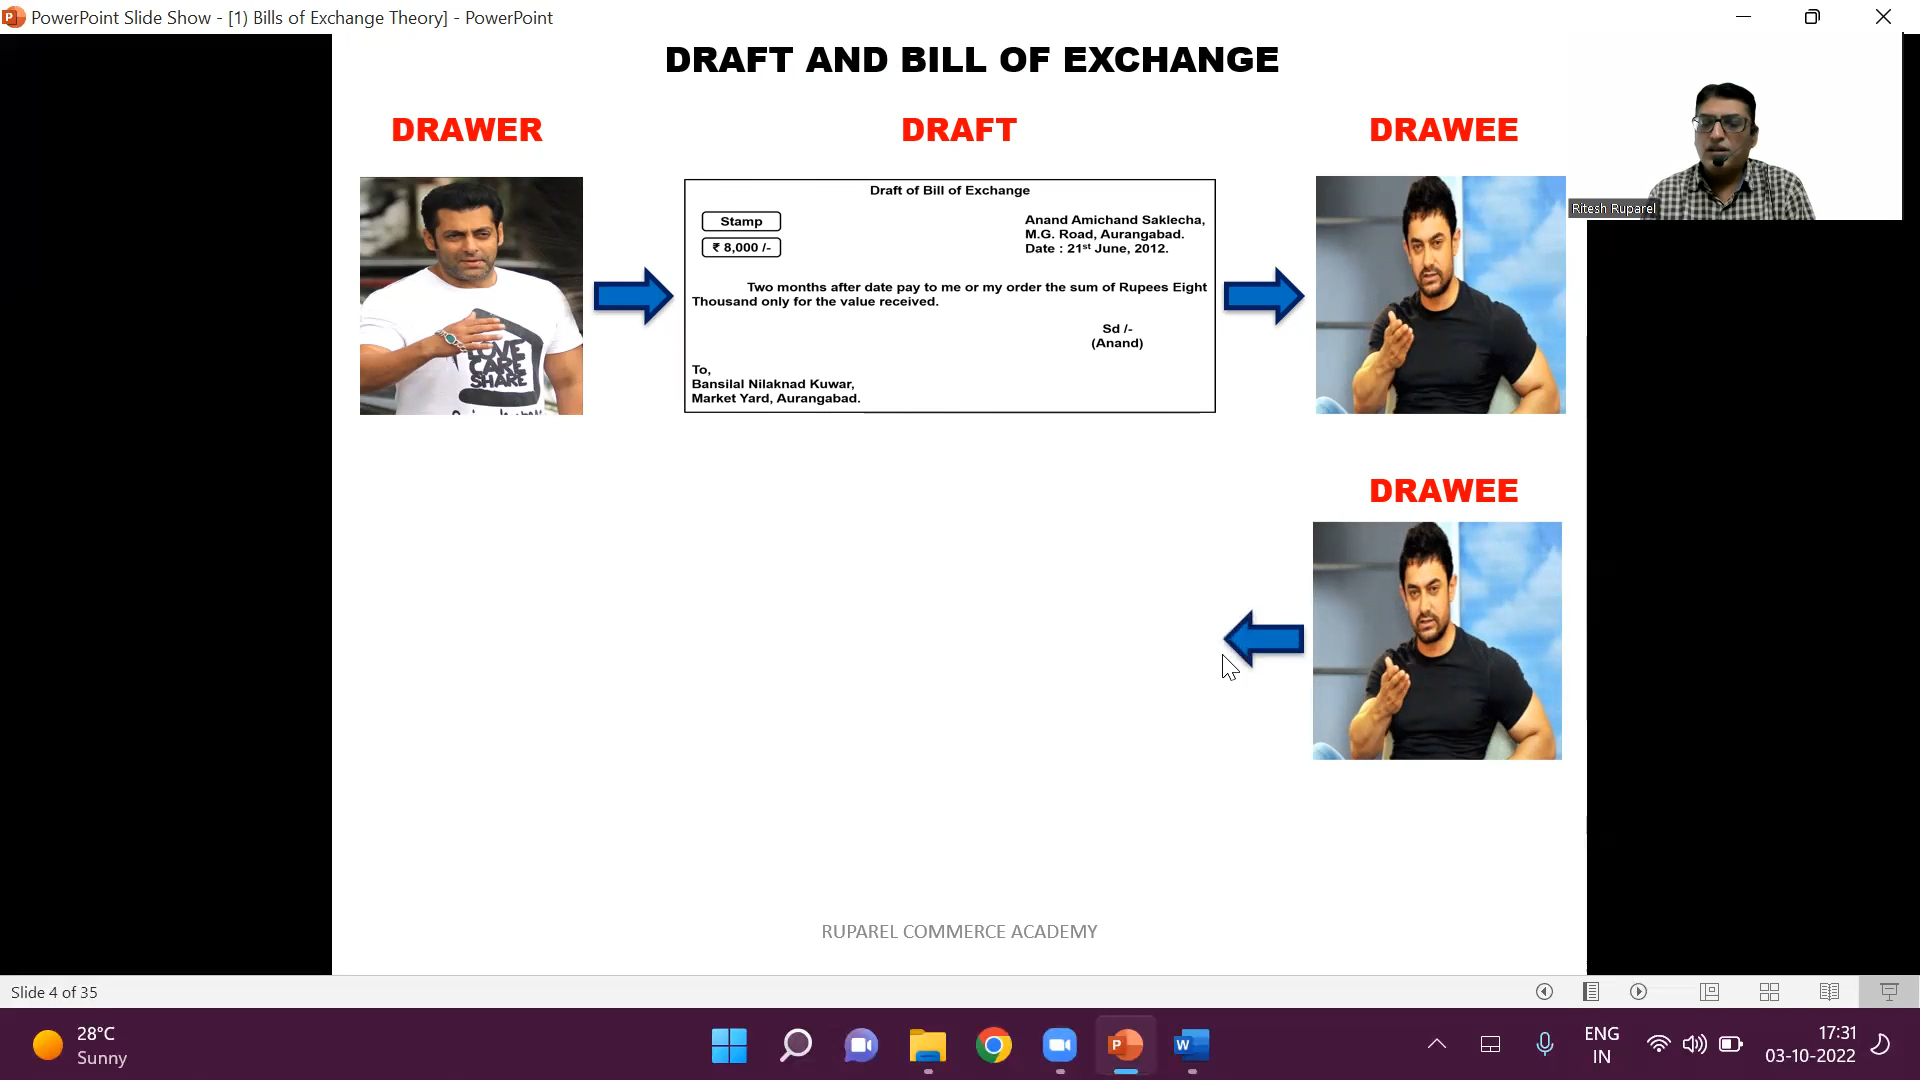 PowerPoint Slide Show - [1) Bills of Exchange Theory] - PowerPoint
DRAFT AND BILL OF EXCHANGE
DRAWER
DRAFT
DRAWEE
Ritesh Ruparel
LOVE
CARE
SHARE
Draft of Bill of Exchange
Stamp
₹ 8,000 /-
Anand Amichand Saklecha,
M.G. Road, Aurangabad.
Date : 21st June, 2012.
Two months after date pay to me or my order the sum of Rupees Eight
Thousand only for the value received.
Sd /-
(Anand)
To,
Bansilal Nilaknad Kuwar,
Market Yard, Aurangabad.
DRAWEE
RUPAREL COMMERCE ACADEMY
Slide 4 of 35
28°C
Sunny
ENG
IN
17:31
03-10-2022